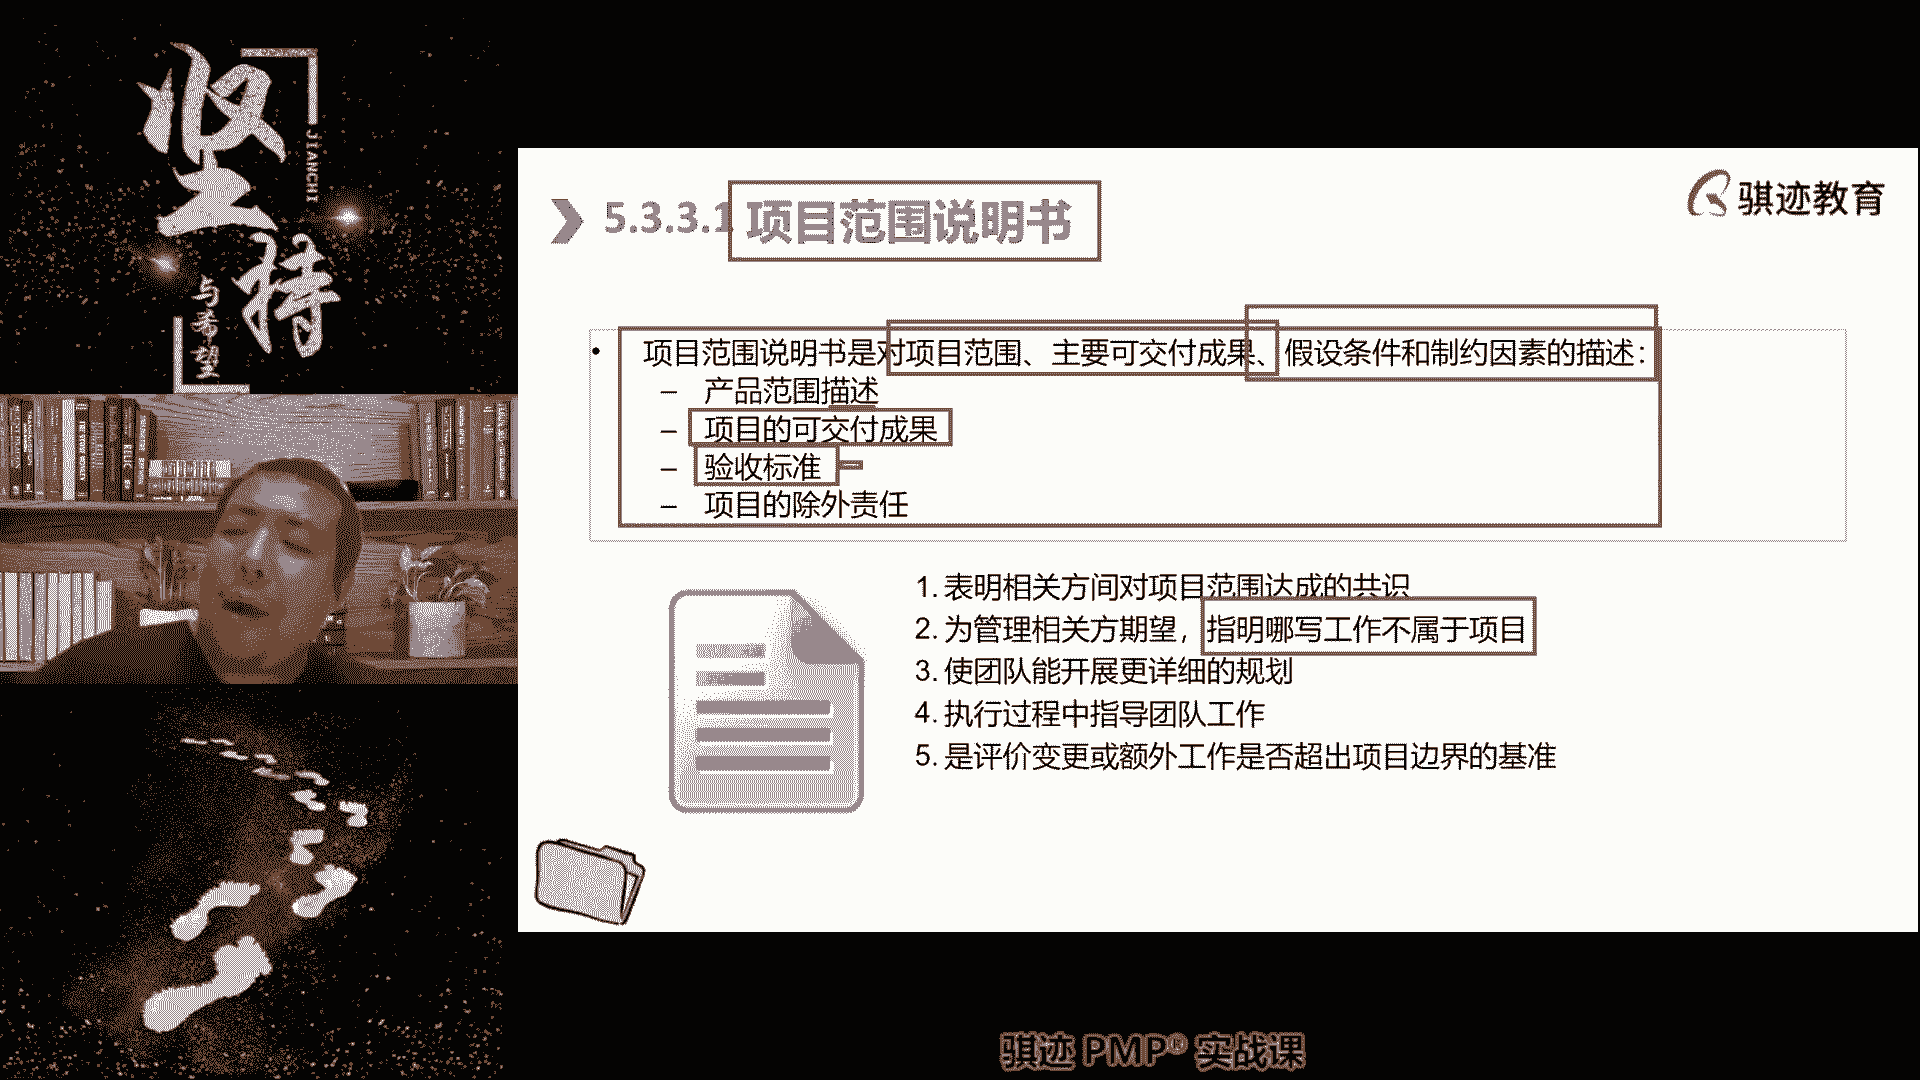 坚持
JIANCHI
与希望
骐迹教育
5.3.3.1 项目范围说明书
• 项目范围说明书是对项目范围、主要可交付成果、假设条件和制约因素的描述：
– 产品范围描述
– 项目的可交付成果
– 验收标准
– 项目的除外责任
1. 表明相关方间对项目范围达成的共识
2. 为管理相关方期望，指明哪写工作不属于项目
3. 使团队能开展更详细的规划
4. 执行过程中指导团队工作
5. 是评价变更或额外工作是否超出项目边界的基准
骐迹 PMP® 实战课